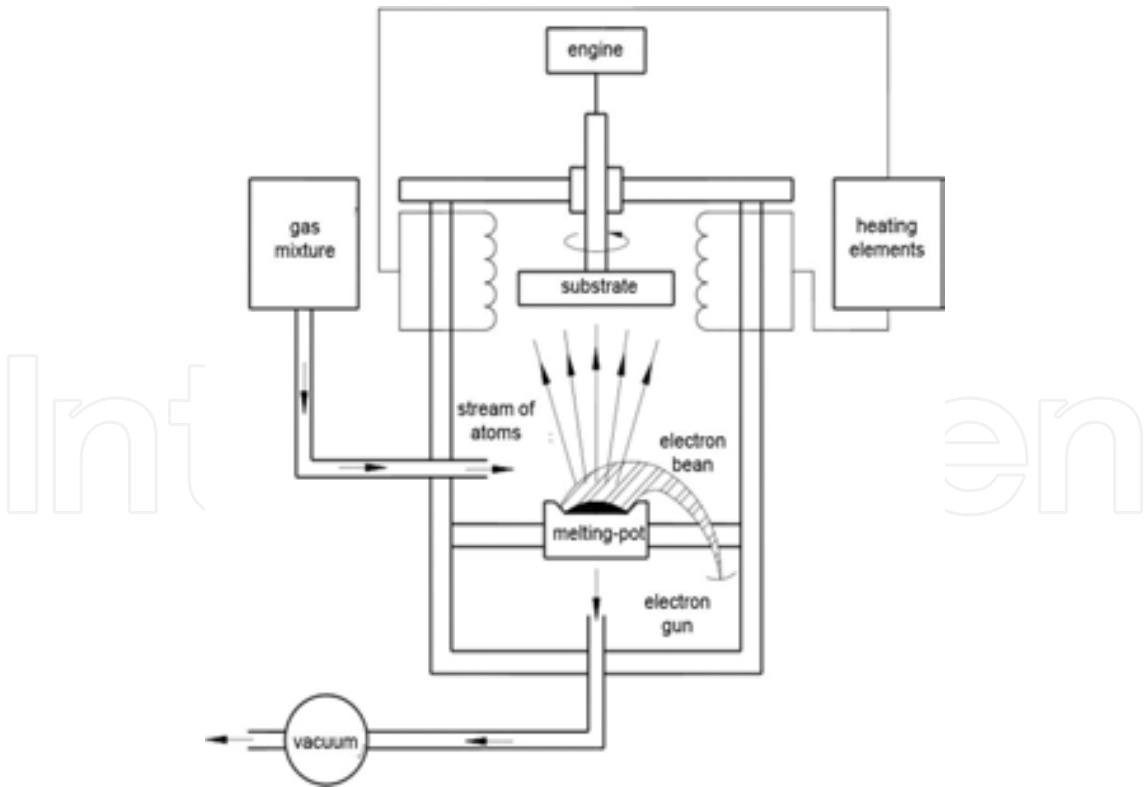 engine
gas
mixture
heating
elements
substrate
stream of
atoms
electron
bean
melting-pot
electron
gun
vacuum